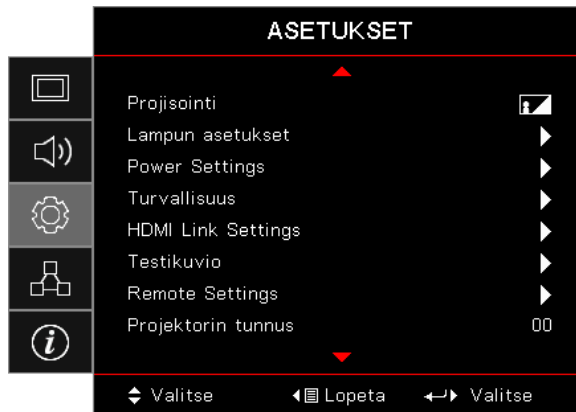 ASETUKSET
Projisointi
Lampun asetukset
Power Settings
Turvallisuus
HDMI Link Settings
Testikuvio
Remote Settings
Projektorin tunnus 00
Valitse Lopeta Valitse